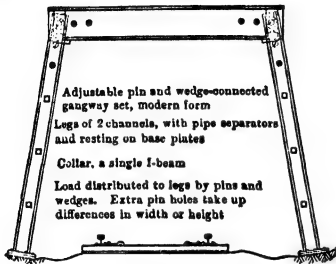 Adjustable pin and wedge-connected
gangway set, modern form
Legs of 2 channels, with pipe separators
and resting on base plates
Collar, a single I-beam
Load distributed to legs by pins and
wedges. Extra pin holes take up
differences in width or height